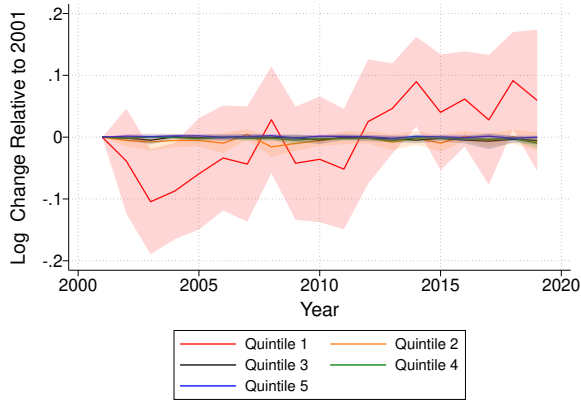 .2
.1
0
-.1
-.2
Log Change Relative to 2001
2000 2005 2010 2015 2020
Year
Quintile 1 Quintile 2
Quintile 3 Quintile 4
Quintile 5